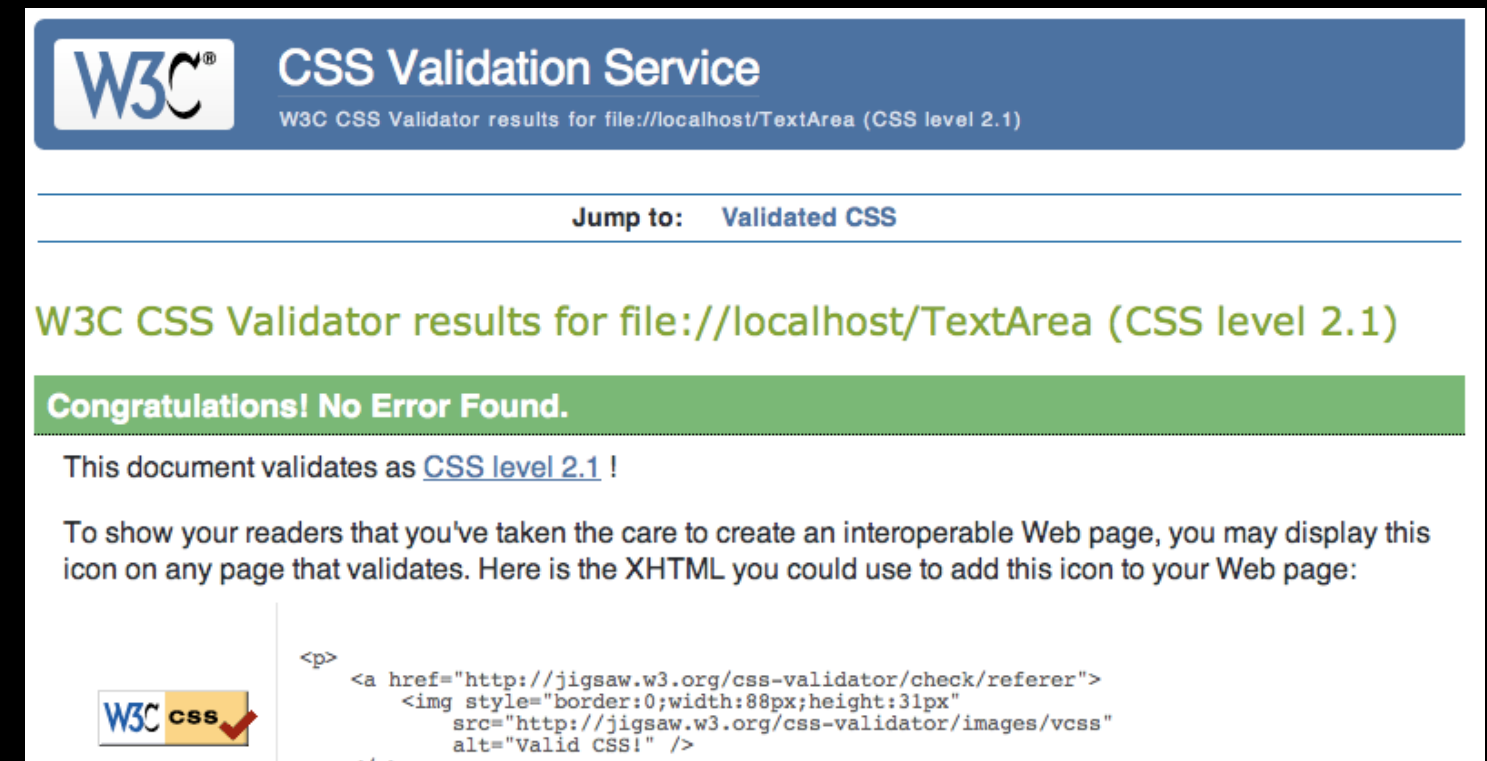 W3C®
CSS Validation Service
W3C CSS Validator results for file://localhost/TextArea (CSS level 2.1)
Jump to: Validated CSS
W3C CSS Validator results for file://localhost/TextArea (CSS level 2.1)
Congratulations! No Error Found.
This document validates as CSS level 2.1 !
To show your readers that you've taken the care to create an interoperable Web page, you may display this
icon on any page that validates. Here is the XHTML you could use to add this icon to your Web page:
W3C css
<p>
<a href="http://jigsaw.w3.org/css-validator/check/referer">
<img style="border:0;width:88px;height:31px"
src="http://jigsaw.w3.org/css-validator/images/vcss"
alt="Valid CSS!" />